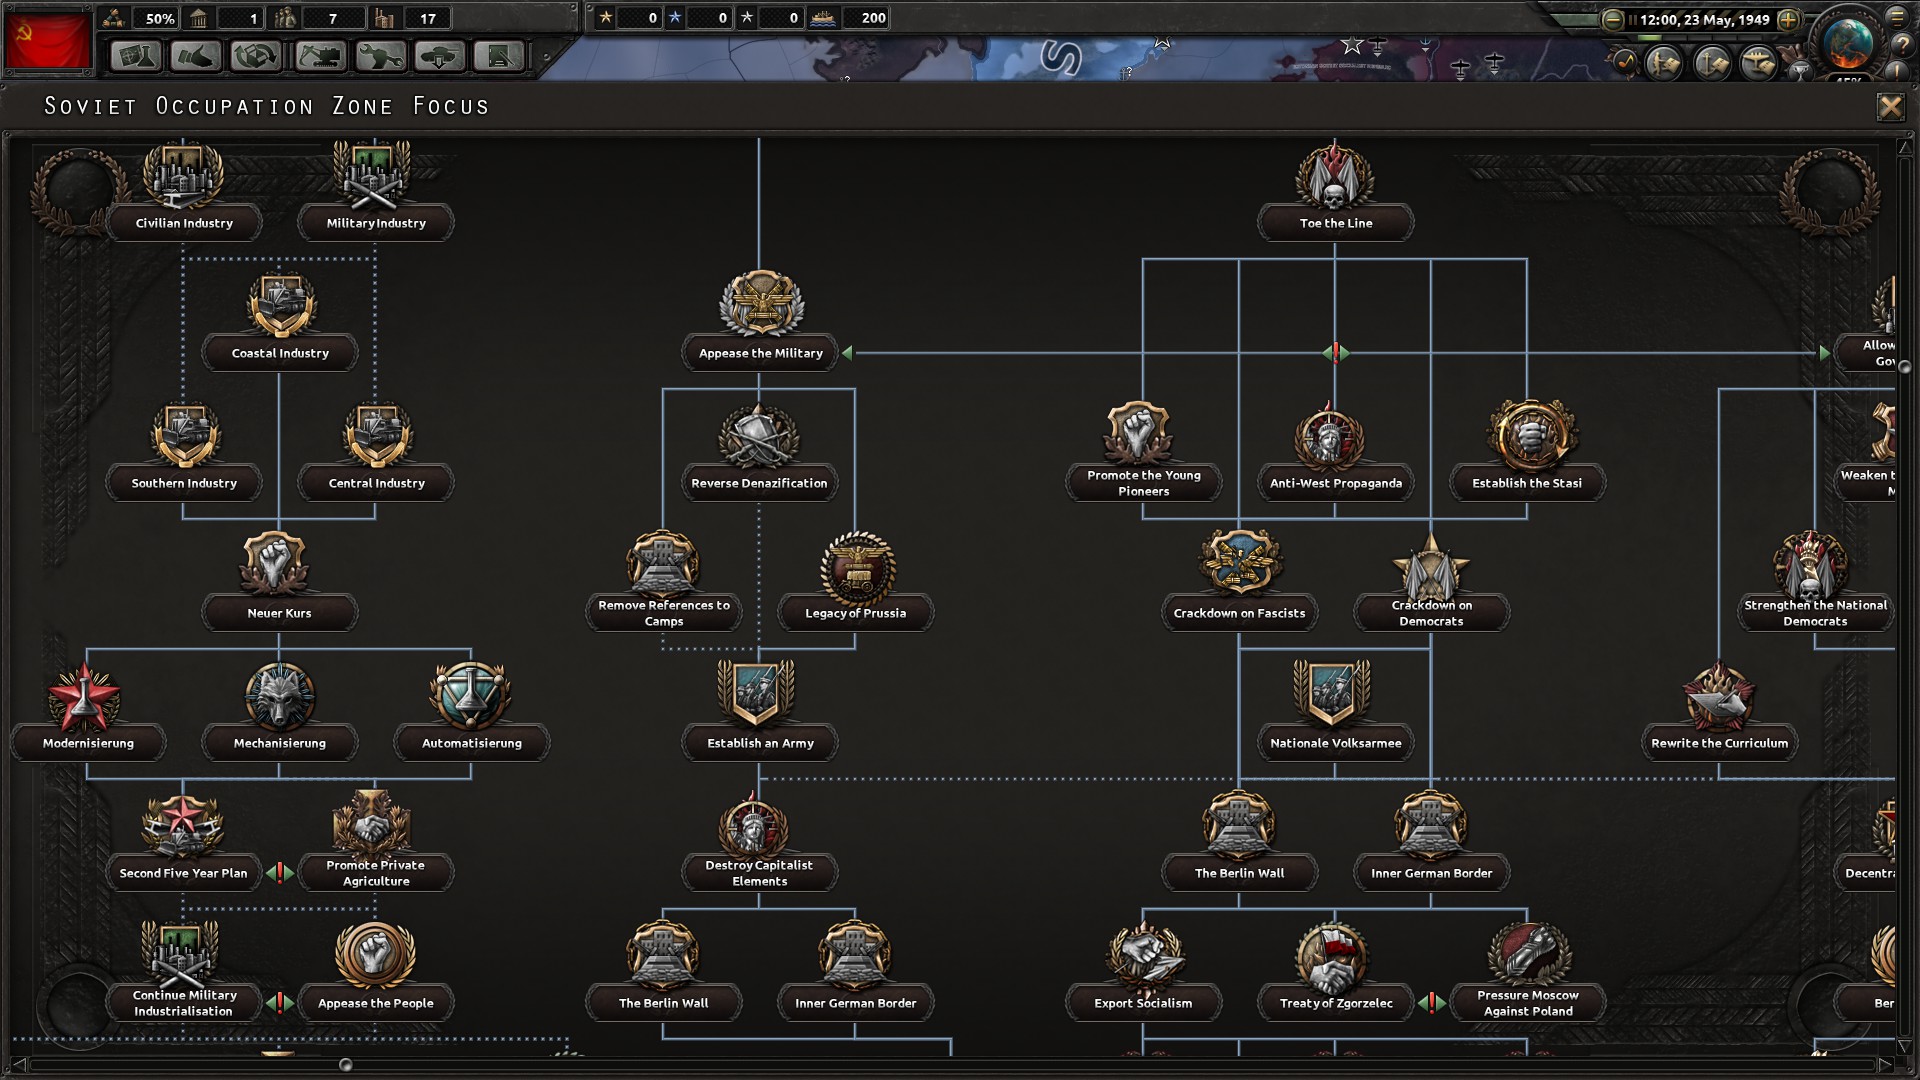 50%
1
7
17
0
0
0
200
12:00, 23 May, 1949
Soviet Occupation Zone Focus
Civilian Industry
Military Industry
Toe the Line
Coastal Industry
Appease the Military
Allow
Gov
Southern Industry
Central Industry
Reverse Denazification
Promote the Young
Pioneers
Anti-West Propaganda
Establish the Stasi
Weaken t
M
Neuer Kurs
Remove References to
Camps
Legacy of Prussia
Crackdown on Fascists
Crackdown on
Democrats
Strengthen the National
Democrats
Modernisierung
Mechanisierung
Automatisierung
Establish an Army
Nationale Volksarmee
Rewrite the Curriculum
Second Five Year Plan
Promote Private
Agriculture
Destroy Capitalist
Elements
The Berlin Wall
Inner German Border
Decentra
Continue Military
Industrialisation
Appease the People
The Berlin Wall
Inner German Border
Export Socialism
Treaty of Zgorzelec
Pressure Moscow
Against Poland
Ber